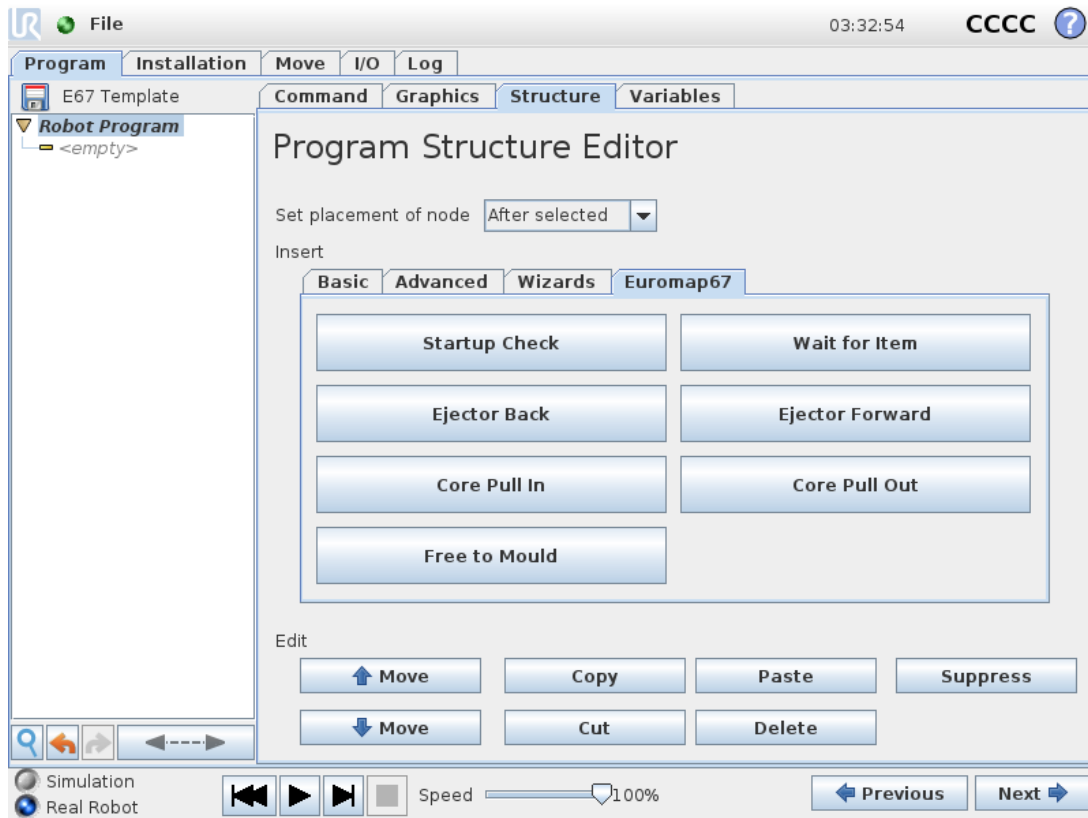 UR File 03:32:54 CCCC ?
Program Installation Move I/O Log
E67 Template Command Graphics Structure Variables
Robot Program
<empty>
Program Structure Editor
Set placement of node After selected
Insert
Basic Advanced Wizards Euromap67
Startup Check Wait for Item
Ejector Back Ejector Forward
Core Pull In Core Pull Out
Free to Mould
Edit
Move Copy Paste Suppress
Move Cut Delete
Simulation
Real Robot
Speed 100% Previous Next